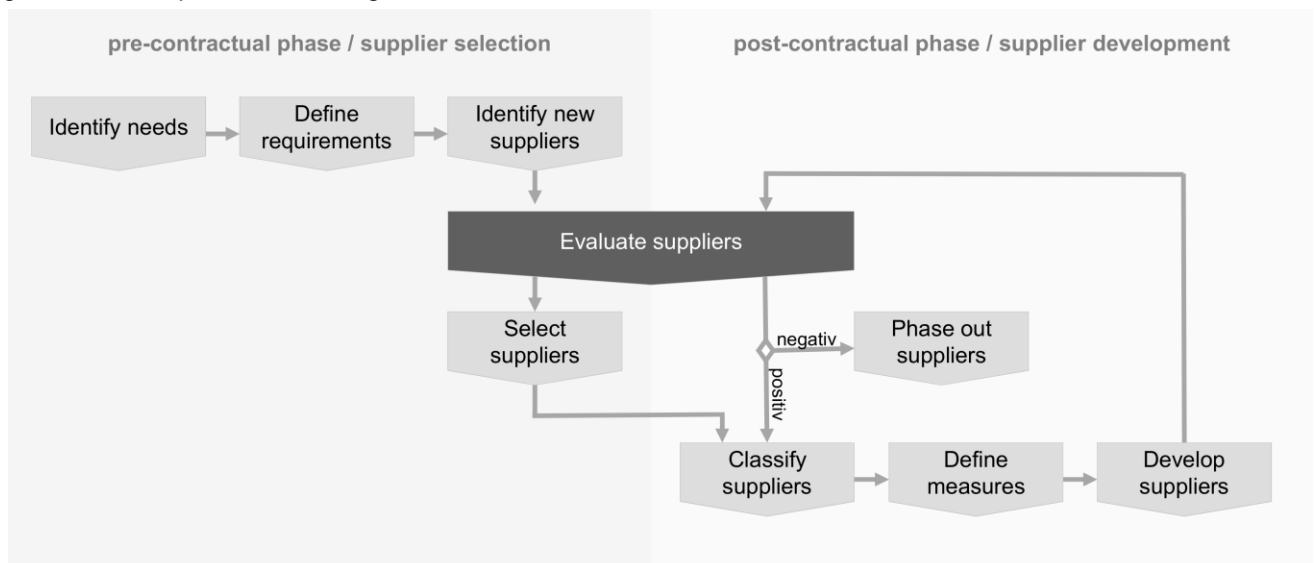 pre-contractual phase / supplier selection
post-contractual phase / supplier development
Identify needs
Define
requirements
Identify new
suppliers
Evaluate suppliers
Select
suppliers
negativ
Phase out
suppliers
positiv
Classify
suppliers
Define
measures
Develop
suppliers